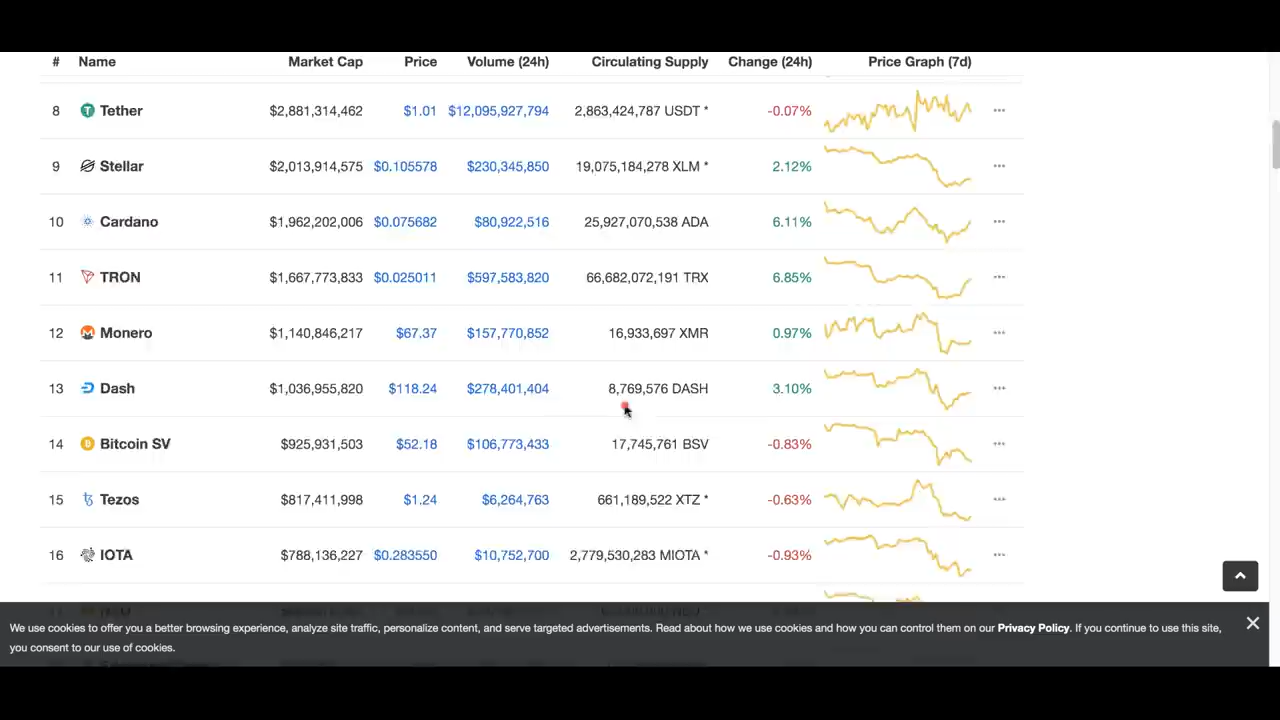 # Name Market Cap Price Volume (24h) Circulating Supply Change (24h) Price Graph (7d)
8 Tether $2,881,314,462 $1.01 $12,095,927,794 2,863,424,787 USDT * -0.07%
9 Stellar $2,013,914,575 $0.105578 $230,345,850 19,075,184,278 XLM * 2.12%
10 Cardano $1,962,202,006 $0.075682 $80,922,516 25,927,070,538 ADA 6.11%
11 TRON $1,667,773,833 $0.025011 $597,583,820 66,682,072,191 TRX 6.85%
12 Monero $1,140,846,217 $67.37 $157,770,852 16,933,697 XMR 0.97%
13 Dash $1,036,955,820 $118.24 $278,401,404 8,769,576 DASH 3.10%
14 Bitcoin SV $925,931,503 $52.18 $106,773,433 17,745,761 BSV -0.83%
15 Tezos $817,411,998 $1.24 $6,264,763 661,189,522 XTZ * -0.63%
16 IOTA $788,136,227 $0.283550 $10,752,700 2,779,530,283 MIOTA * -0.93%
We use cookies to offer you a better browsing experience, analyze site traffic, personalize content, and serve targeted advertisements. Read about how we use cookies and how you can control them on our Privacy Policy. If you continue to use this site,
you consent to our use of cookies.